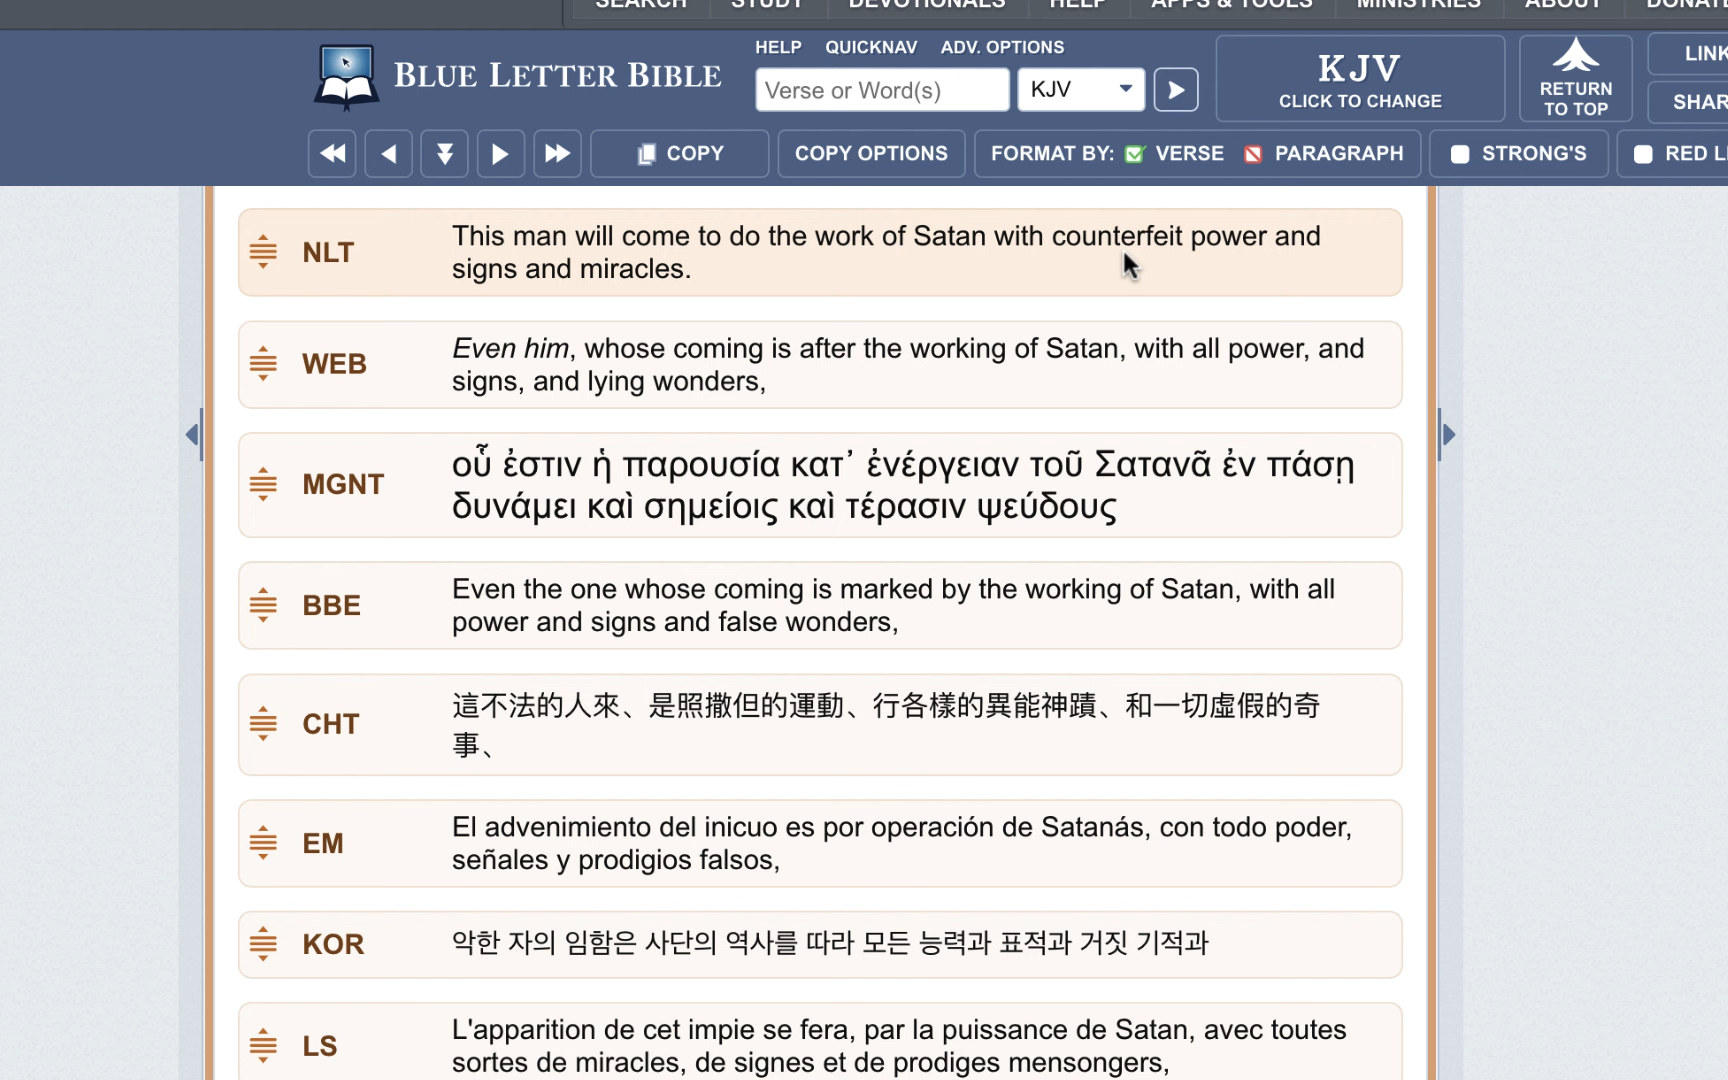 SEARCH STUDY DEVOTIONALS HELP APPS & TOOLS MINISTRIES ABOUT
HELP QUICKNAV ADV. OPTIONS
BLUE LETTER BIBLE
Verse or Word(s) KJV
KJV
CLICK TO CHANGE
RETURN
TO TOP
LINK
SHAR
COPY COPY OPTIONS FORMAT BY: VERSE PARAGRAPH STRONG'S RED
NLT
This man will come to do the work of Satan with counterfeit power and
signs and miracles.
WEB
Even him, whose coming is after the working of Satan, with all power, and
signs, and lying wonders,
MGNT
οὗ ἐστιν ἡ παρουσία κατ᾽ ἐνέργειαν τοῦ Σατανᾶ ἐν πάσῃ
δυνάμει καὶ σημείοις καὶ τέρασιν ψεύδους
BBE
Even the one whose coming is marked by the working of Satan, with all
power and signs and false wonders,
CHT
這不法的人來、是照撒但的運動、行各樣的異能神蹟、和一切虛假的奇
事、
EM
El advenimiento del inicuo es por operación de Satanás, con todo poder,
señales y prodigios falsos,
KOR
악한 자의 임함은 사단의 역사를 따라 모든 능력과 표적과 거짓 기적과
LS
L'apparition de cet impie se fera, par la puissance de Satan, avec toutes
sortes de miracles, de signes et de prodiges mensongers,